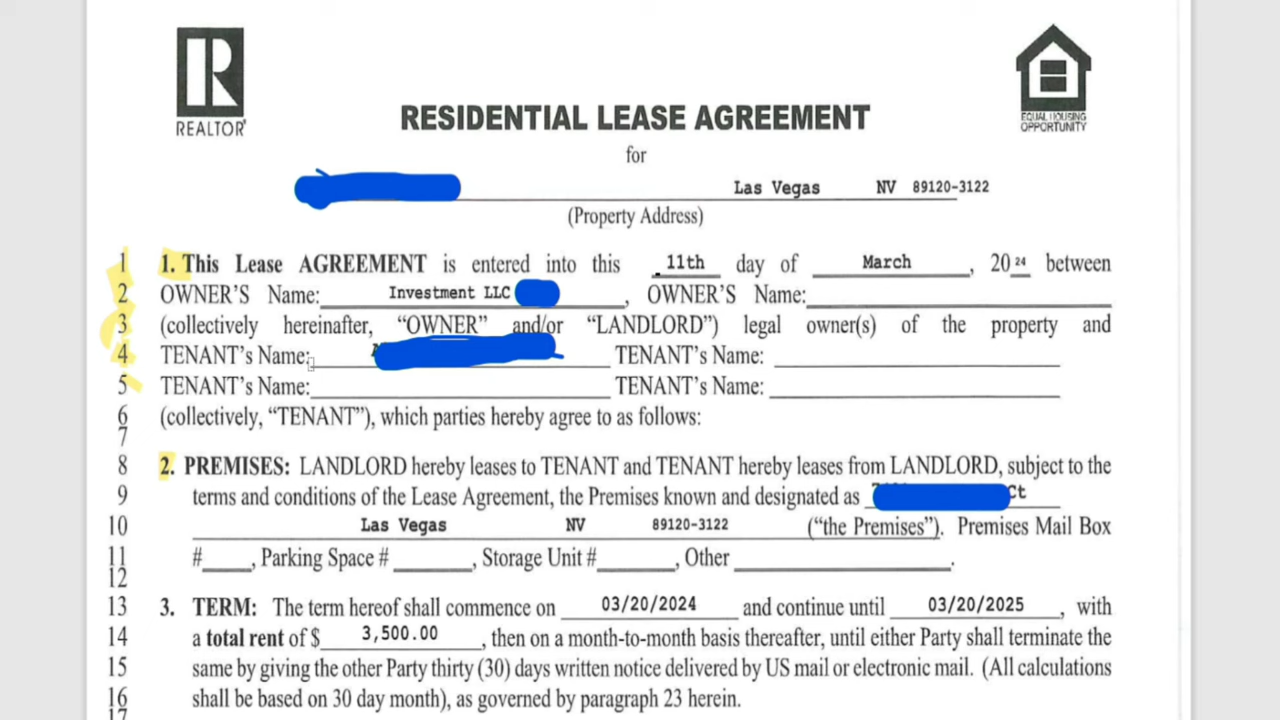 REALTOR
EQUAL HOUSING
OPPORTUNITY
RESIDENTIAL LEASE AGREEMENT
for
Las Vegas NV 89120-3122
(Property Address)
1 1. This Lease AGREEMENT is entered into this 11th day of March, 2024 between
2 OWNER'S Name: Investment LLC, OWNER'S Name:
3 (collectively hereinafter, “OWNER” and/or “LANDLORD”) legal owner(s) of the property and
4 TENANT's Name: TENANT's Name:
5 TENANT's Name: TENANT's Name:
6 (collectively, “TENANT”), which parties hereby agree to as follows:
7
8 2. PREMISES: LANDLORD hereby leases to TENANT and TENANT hereby leases from LANDLORD, subject to the
9 terms and conditions of the Lease Agreement, the Premises known and designated as Ct
10 Las Vegas NV 89120-3122 (“the Premises”). Premises Mail Box
11 #____, Parking Space # ____, Storage Unit #____, Other ____.
12
13 3. TERM: The term hereof shall commence on 03/20/2024 and continue until 03/20/2025, with
14 a total rent of $ 3,500.00, then on a month-to-month basis thereafter, until either Party shall terminate the
15 same by giving the other Party thirty (30) days written notice delivered by US mail or electronic mail. (All calculations
16 shall be based on 30 day month), as governed by paragraph 23 herein.
17